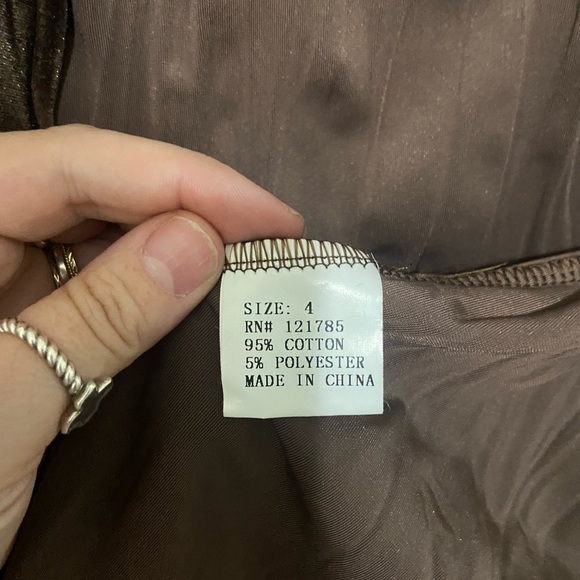 SIZE: 4
RN# 121785
95% COTTON
5% POLYESTER
MADE IN CHINA